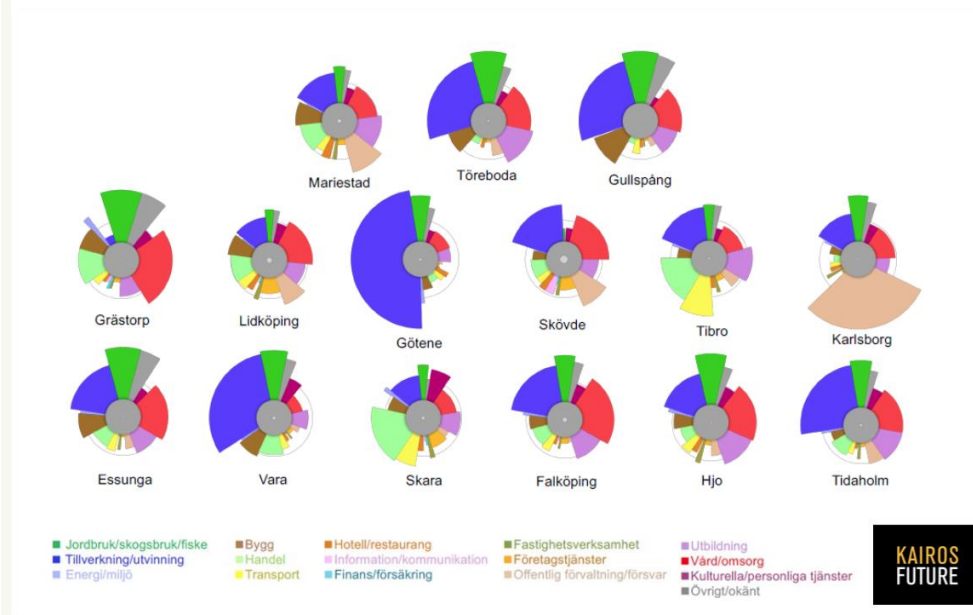 Mariestad
Töreboda
Gullspång
Grästorp
Lidköping
Götene
Skövde
Tibro
Karlsborg
Essunga
Vara
Skara
Falköping
Hjo
Tidaholm
Jordbruk/skogsbruk/fiske
Tillverkning/utvinning
Energi/miljö
Bygg
Handel
Transport
Hotell/restaurang
Information/kommunikation
Finans/försäkring
Fastighetsverksamhet
Företagstjänster
Offentlig förvaltning/försvar
Utbildning
Vård/omsorg
Kulturella/personliga tjänster
Övrigt/okänt
KAIROS
FUTURE